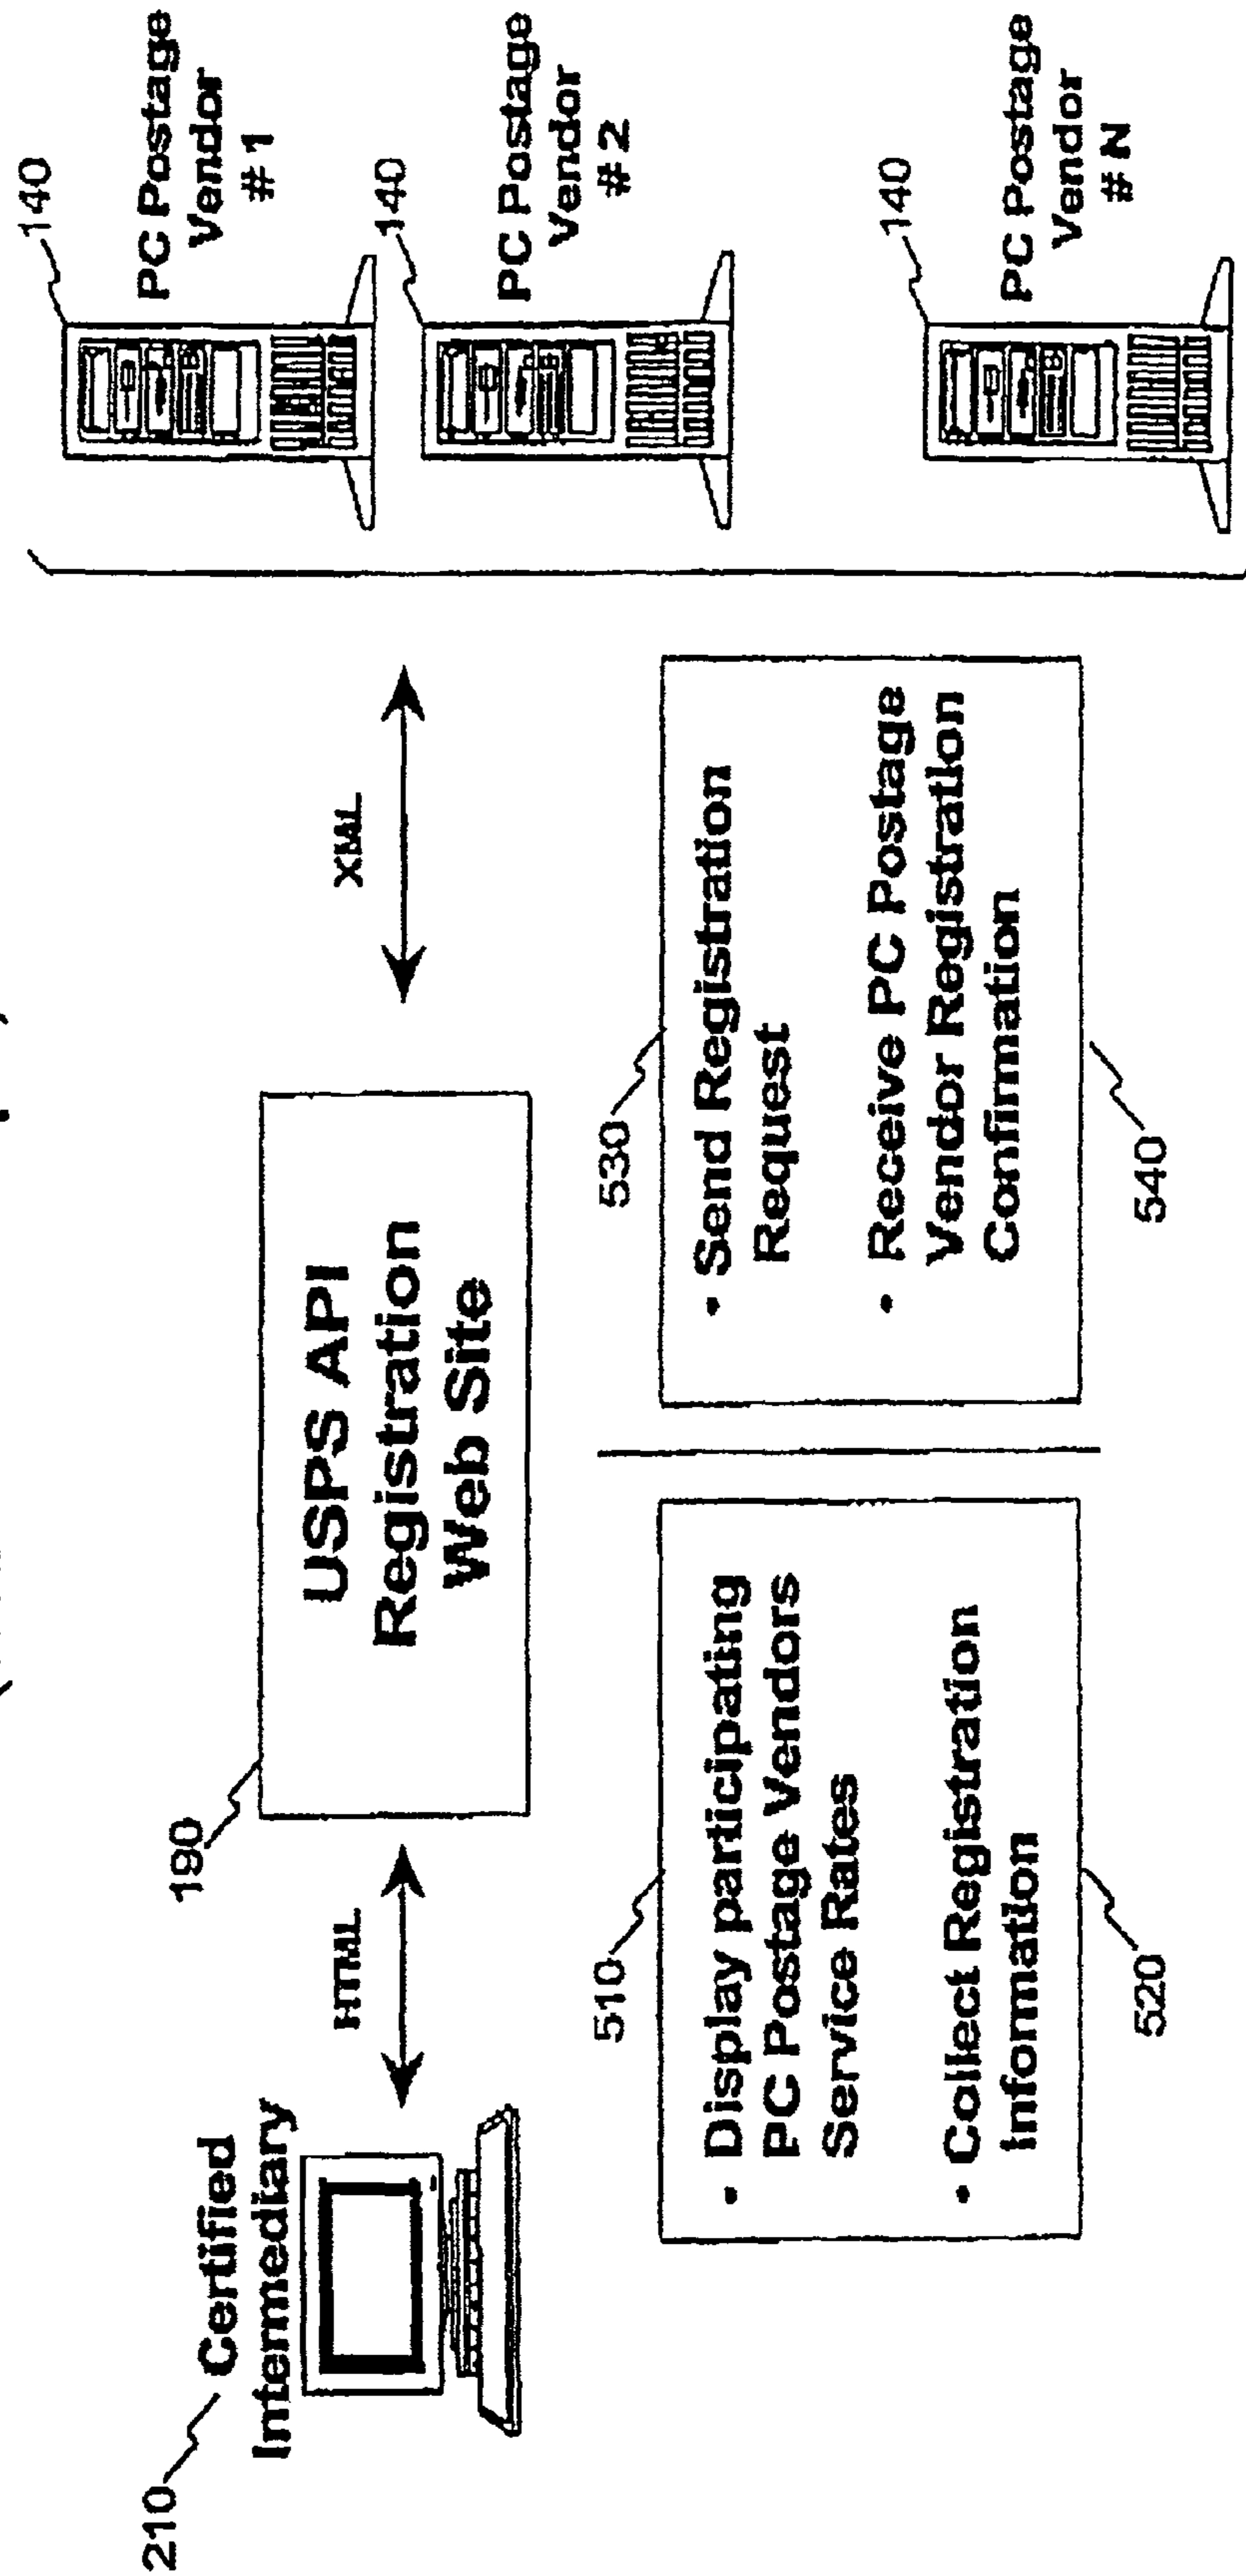 210
Certified
Intermediary
HTML
190
USPS API
Registration
Web Site
XML
140
PC Postage
Vendor
# 1
140
PC Postage
Vendor
# 2
140
PC Postage
Vendor
# N
510
• Display participating
PC Postage Vendors
Service Rates
• Collect Registration
Information
520
530
• Send Registration
Request
• Receive PC Postage
Vendor Registration
Confirmation
540